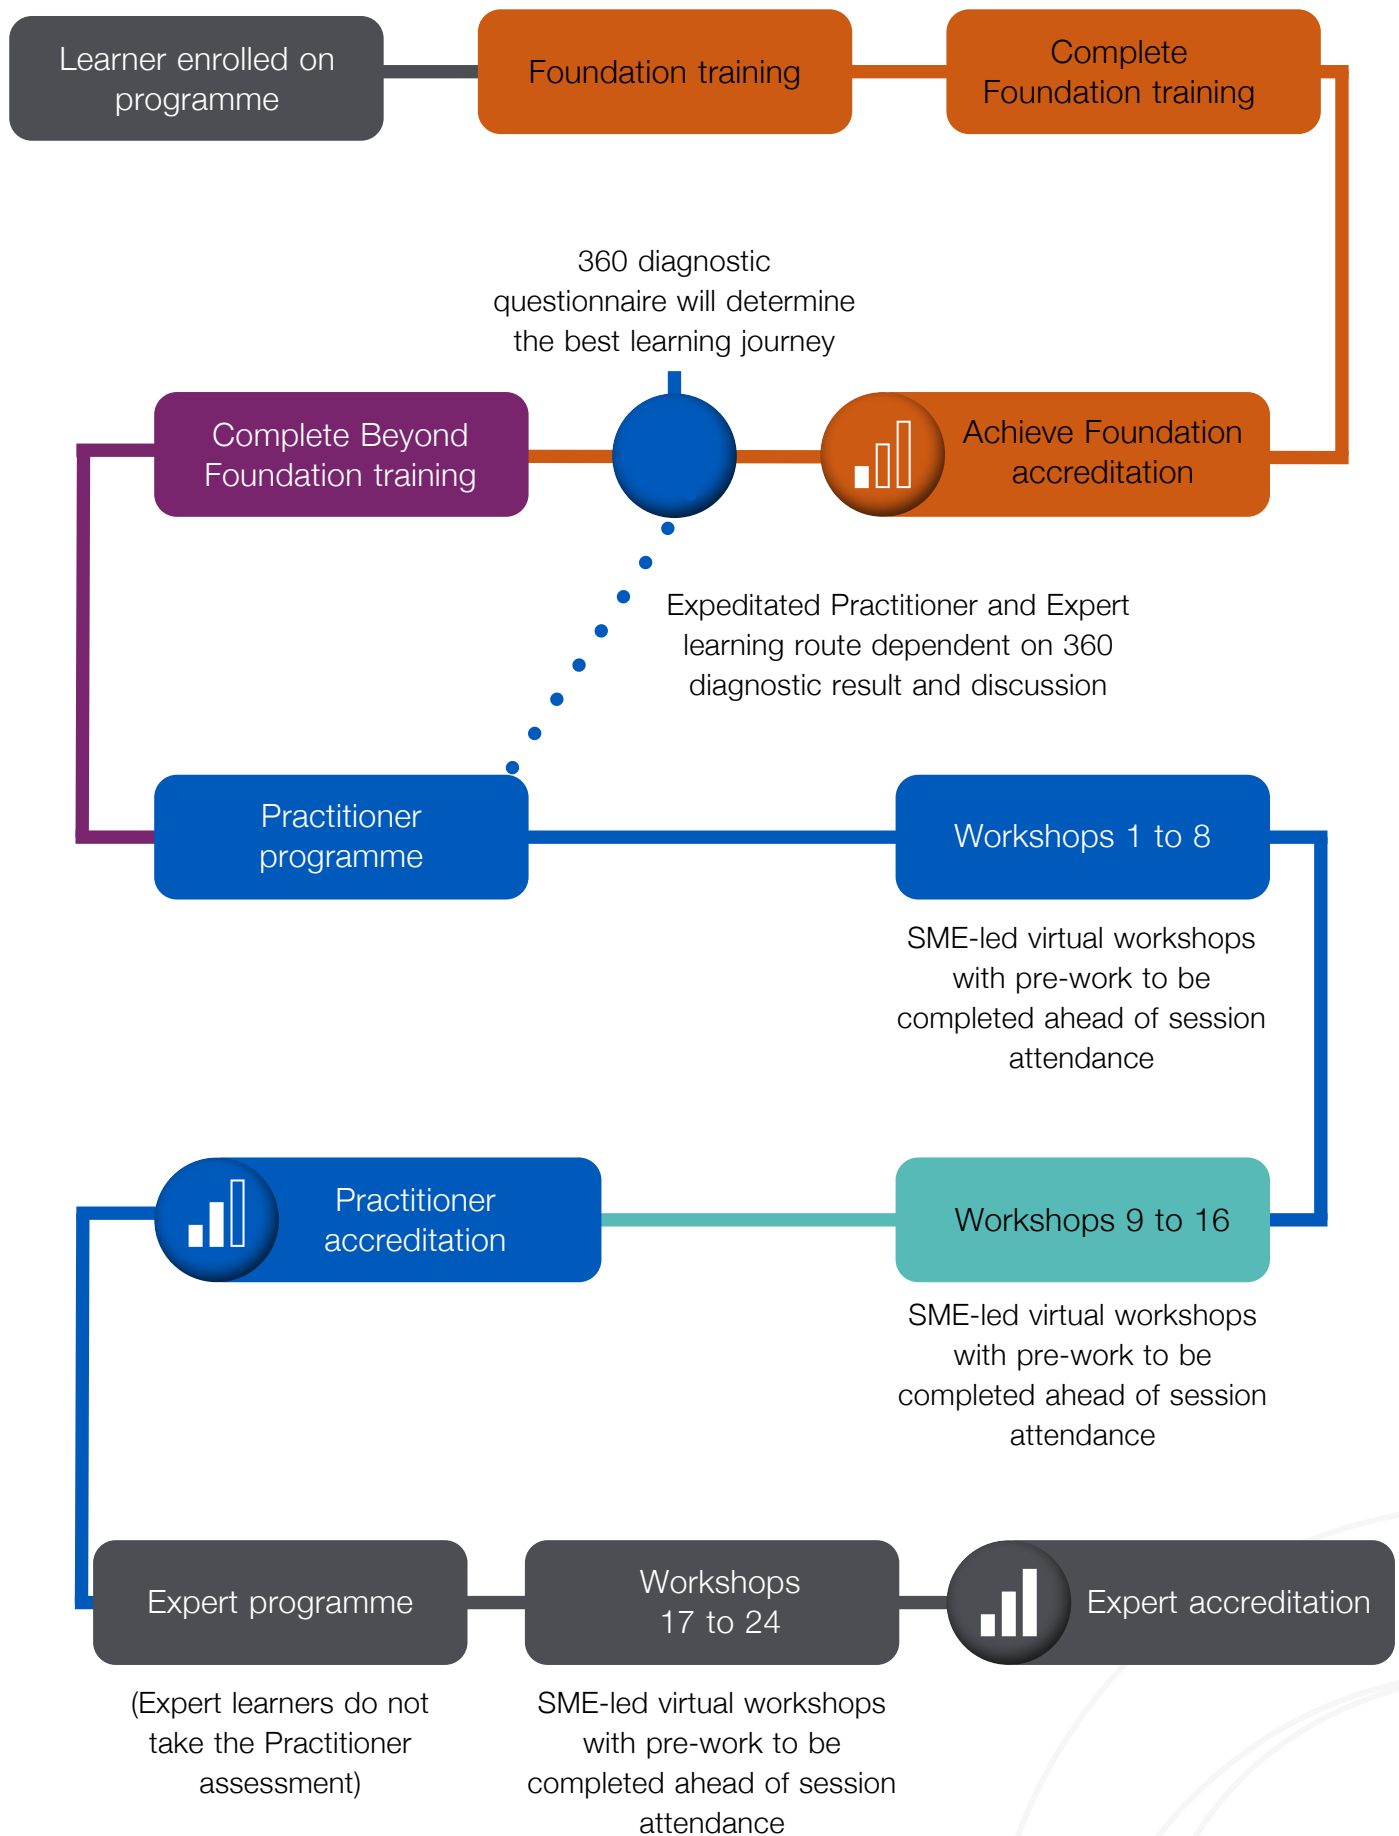 Learner enrolled on
programme
Foundation training
Complete
Foundation training
360 diagnostic
questionnaire will determine
the best learning journey
Achieve Foundation
accreditation
Complete Beyond
Foundation training
Expeditated Practitioner and Expert
learning route dependent on 360
diagnostic result and discussion
Practitioner
programme
Workshops 1 to 8
SME-led virtual workshops
with pre-work to be
completed ahead of session
attendance
Workshops 9 to 16
SME-led virtual workshops
with pre-work to be
completed ahead of session
attendance
Practitioner
accreditation
Expert programme
(Expert learners do not
take the Practitioner
assessment)
Workshops
17 to 24
SME-led virtual workshops
with pre-work to be
completed ahead of session
attendance
Expert accreditation